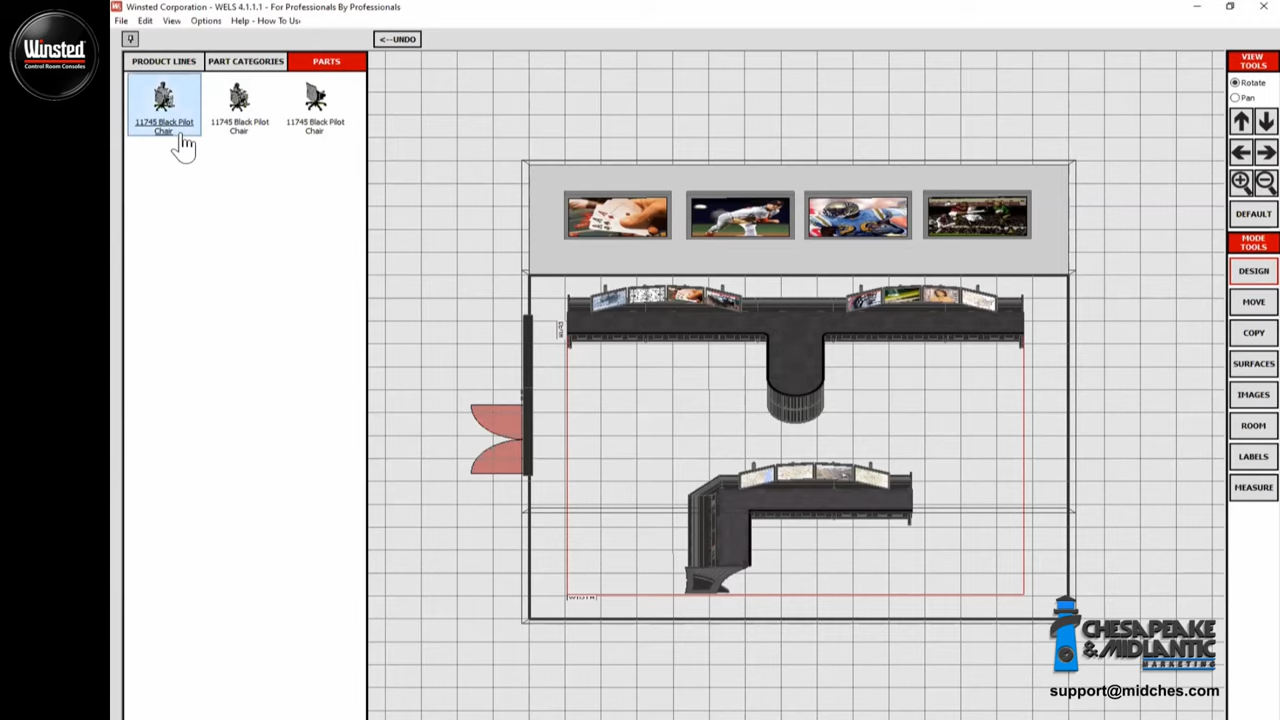 Winsted Corporation - WELS 4.1.1.1 - For Professionals By Professionals
File Edit View Options Help - How To Us
Winsted
Control Room Consoles
<--UNDO
PRODUCT LINES PART CATEGORIES PARTS
11745 Black Pilot Chair
11745 Black Pilot Chair
11745 Black Pilot Chair
VIEW
TOOLS
Rotate
Pan
DEFAULT
MODE
TOOLS
DESIGN
MOVE
COPY
SURFACES
IMAGES
ROOM
LABELS
MEASURE
WIDTH
CHESAPEAKE
& MIDLANTIC
MARKETING
support@midches.com